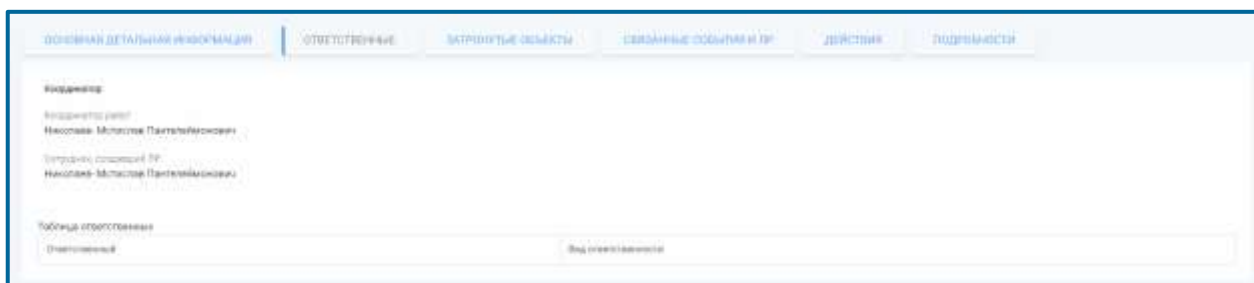 ОСНОВНАЯ ДЕТАЛЬНАЯ ИНФОРМАЦИЯ
ОТВЕТСТВЕННЫЕ
ЗАТРОНУТЫЕ ОБЪЕКТЫ
СВЯЗАННЫЕ СОБЫТИЯ И ПР
ДЕЙСТВИЯ
ПОДРОБНОСТИ
Координатор
Координатор работ
Николаев Мстислав Пантелеймонович
Сотрудник, создавший ПР
Николаев Мстислав Пантелеймонович
Таблица ответственных
Ответственный
Вид ответственности